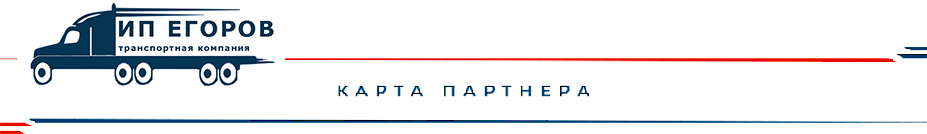 ИП ЕГОРОВ
транспортная компания
КАРТА ПАРТНЕРА